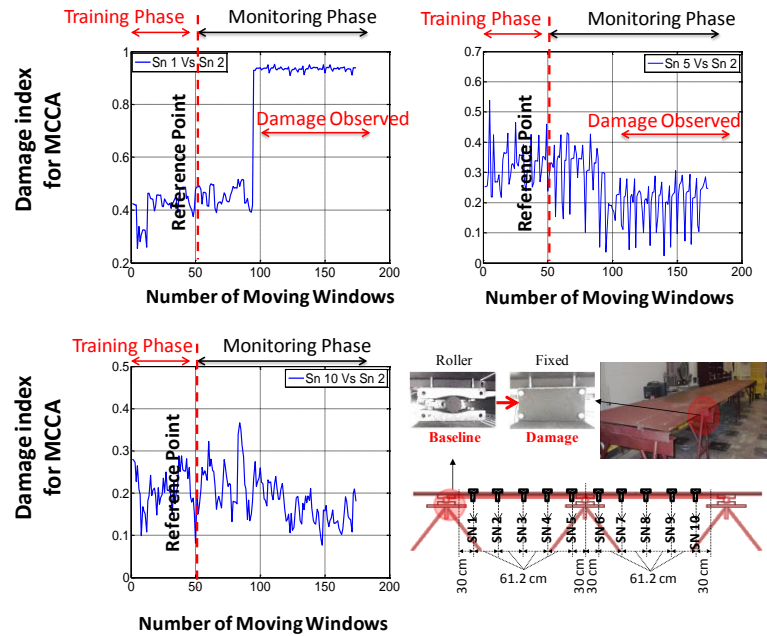 Training Phase Monitoring Phase
Damage index
for MCCA
1
0.8
0.6
0.4
0.2
0 50 100 150 200
Sn 1 Vs Sn 2
Reference Point
Damage Observed
Number of Moving Windows
Training Phase Monitoring Phase
0.7
0.6
0.5
0.4
0.3
0.2
0.1
0
0 50 100 150 200
Sn 5 Vs Sn 2
Reference Point
Damage Observed
Number of Moving Windows
Training Phase Monitoring Phase
Damage index
for MCCA
0.5
0.4
0.3
0.2
0.1
0
0 50 100 150 200
Sn 10 Vs Sn 2
Reference Point
Number of Moving Windows
Roller Fixed
Baseline Damage
SN 1 SN 2 SN 3 SN 4 SN 5 SN 6 SN 7 SN 8 SN 9 SN 10
30 cm 61.2 cm 30 cm 30 cm 61.2 cm 30 cm